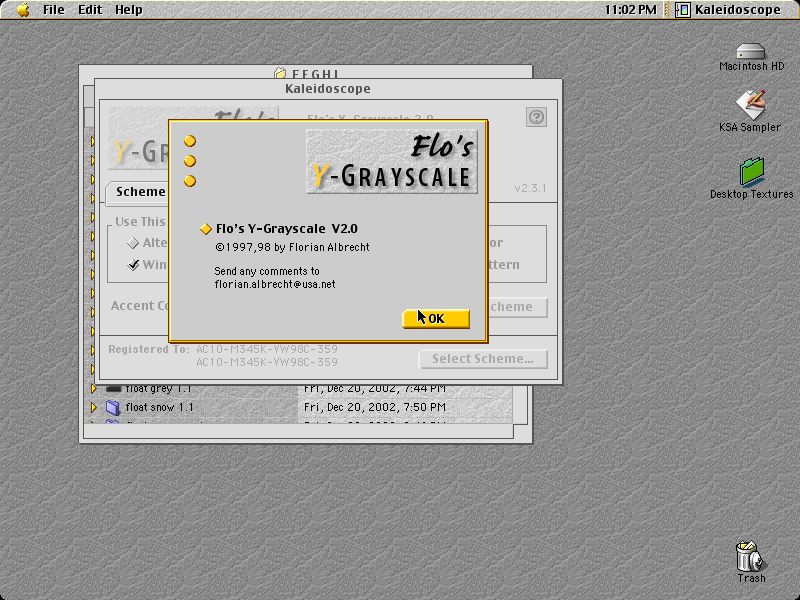 File Edit Help
11:02 PM
Kaleidoscope
Macintosh HD
KSA Sampler
Desktop Textures
Trash
Kaleidoscope
Flo's Y-Grayscale 2.0
v2.3.1
Scheme
Use This
Alte
Win
or
ttern
Accent Co
cheme
Registered To: AC10-M345K-YW98C-359
AC10-M345K-YW98C-359
Select Scheme...
Flo's
Y-GRAYSCALE
Flo's Y-Grayscale V2.0
©1997,98 by Florian Albrecht
Send any comments to
florian.albrecht@usa.net
OK
float grey 1.1 Fri, Dec 20, 2002, 7:44 PM
float snow 1.1 Fri, Dec 20, 2002, 7:50 PM